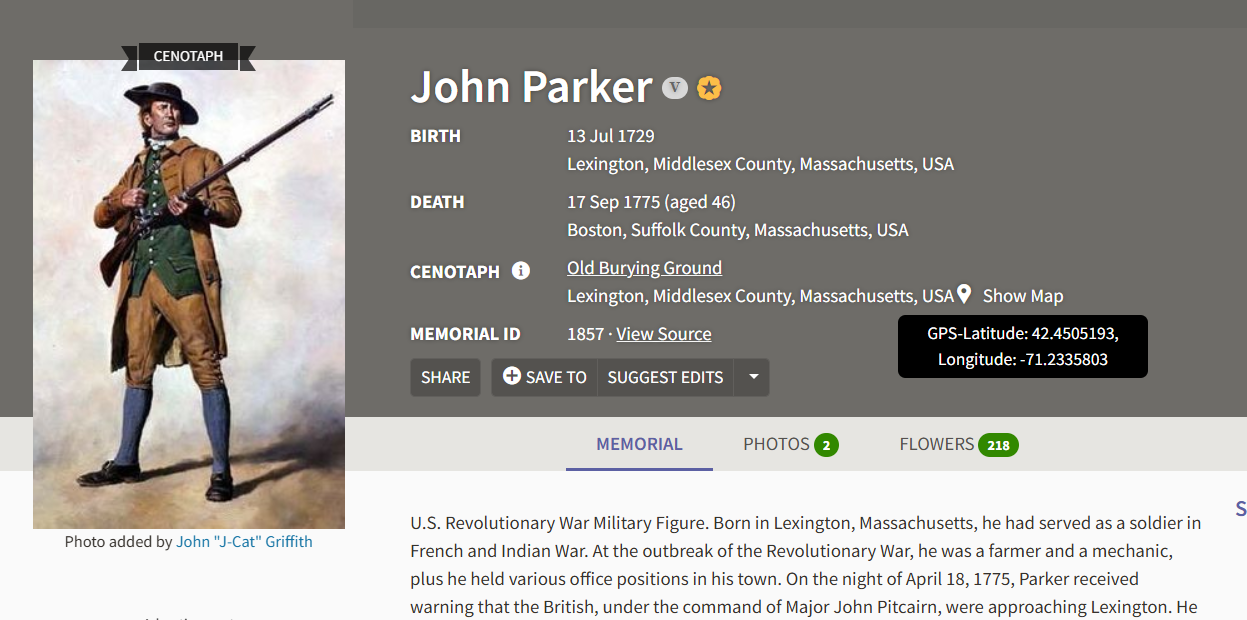 CENOTAPH
John Parker V
BIRTH 13 Jul 1729
Lexington, Middlesex County, Massachusetts, USA
DEATH 17 Sep 1775 (aged 46)
Boston, Suffolk County, Massachusetts, USA
CENOTAPH i Old Burying Ground
Lexington, Middlesex County, Massachusetts, USA Show Map
MEMORIAL ID 1857 · View Source
GPS-Latitude: 42.4505193,
Longitude: -71.2335803
SHARE SAVE TO SUGGEST EDITS
MEMORIAL PHOTOS 2 FLOWERS 218
Photo added by John "J-Cat" Griffith
U.S. Revolutionary War Military Figure. Born in Lexington, Massachusetts, he had served as a soldier in
French and Indian War. At the outbreak of the Revolutionary War, he was a farmer and a mechanic,
plus he held various office positions in his town. On the night of April 18, 1775, Parker received
warning that the British, under the command of Major John Pitcairn, were approaching Lexington. He